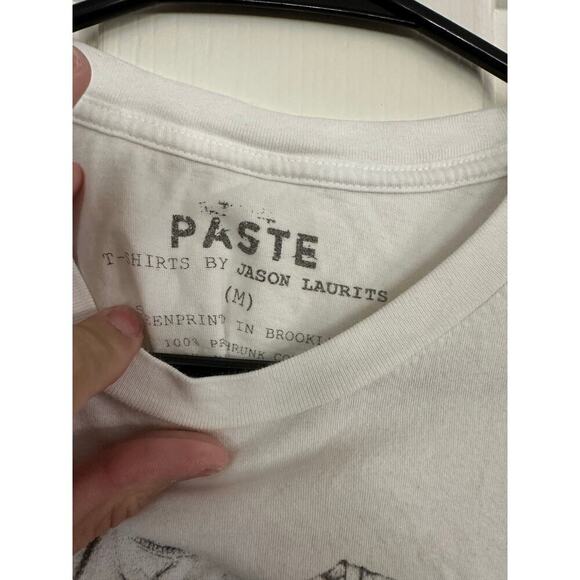 PASTE
T-SHIRTS BY JASON LAURITS
(M)
IN
100%